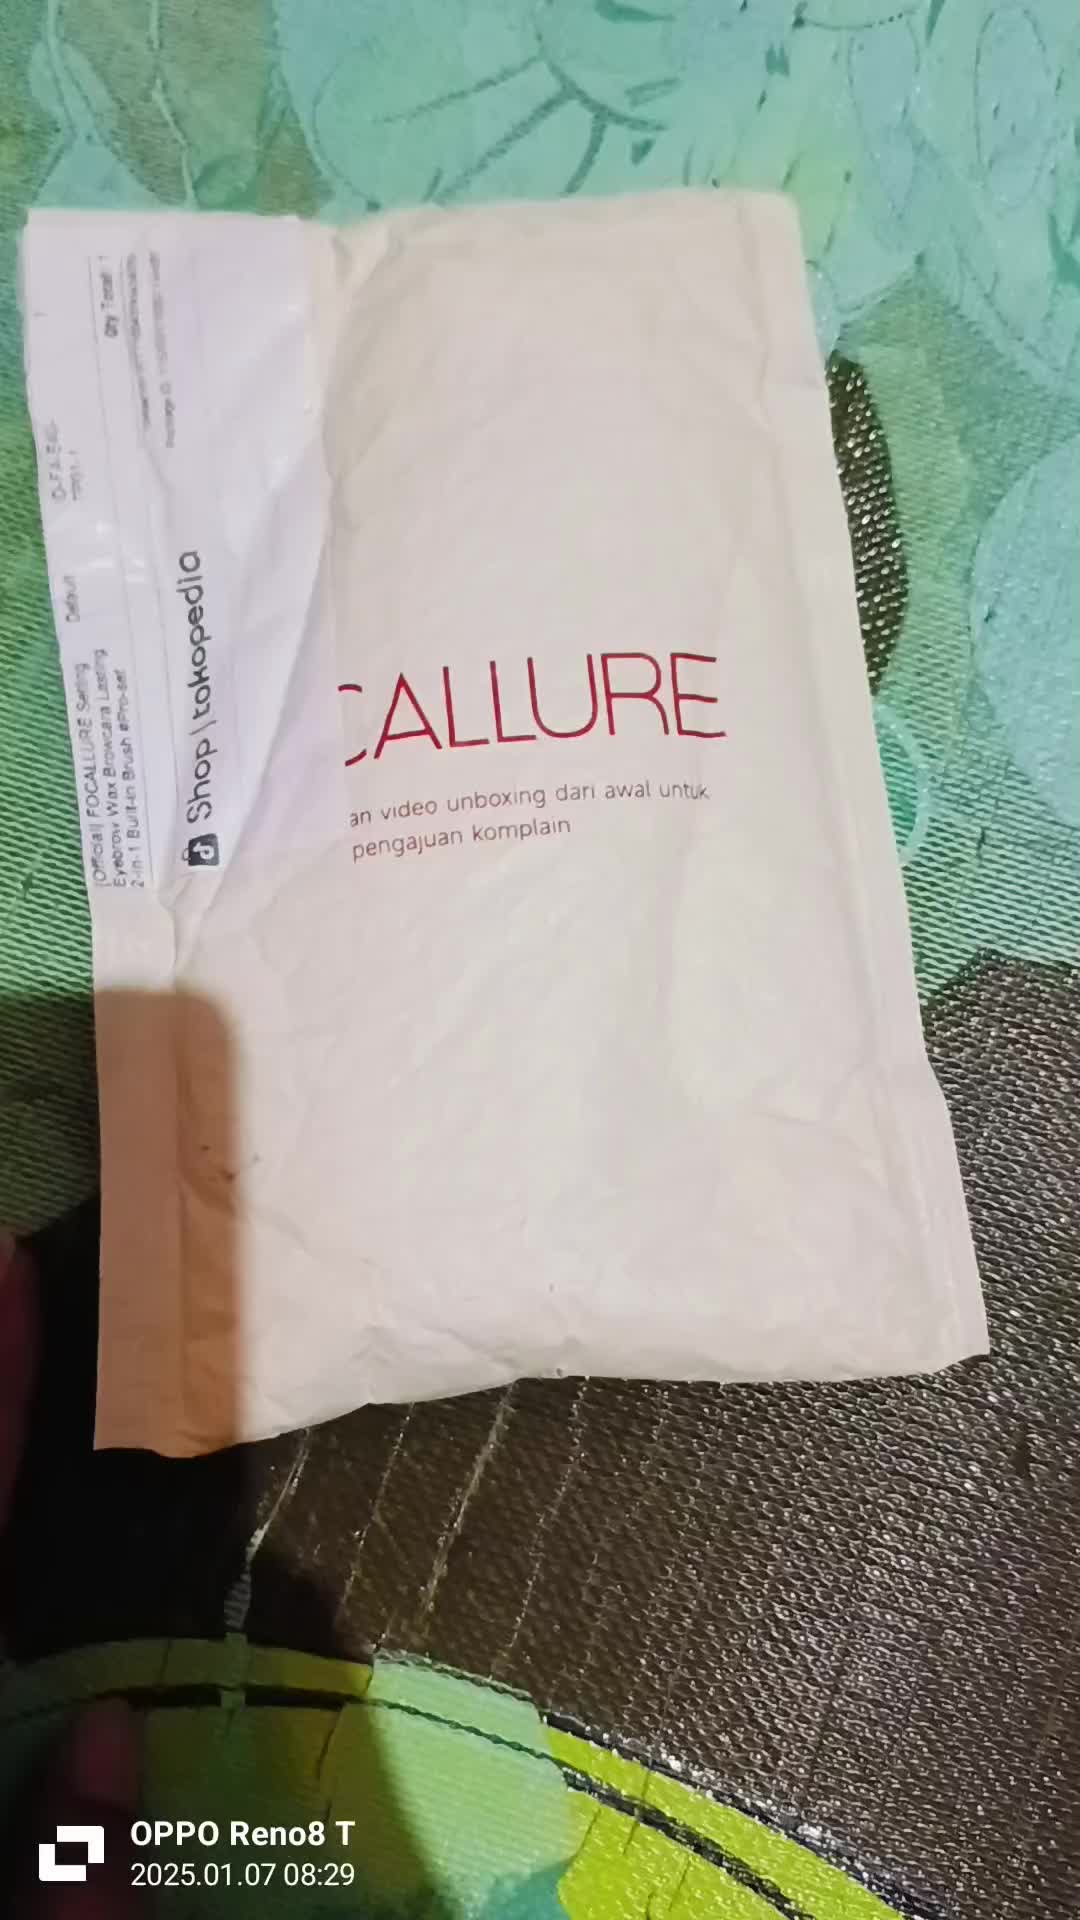 Qty Total: 1
Default
[Official] FOCALLURE Setting
Eyebrow Wax Browcara Lasting
2-in-1 Built-in Brush #Pro-set
Shop | tokopedia
CALLURE
an video unboxing dari awal untuk
pengajuan komplain
OPPO Reno8 T
2025.01.07 08:29